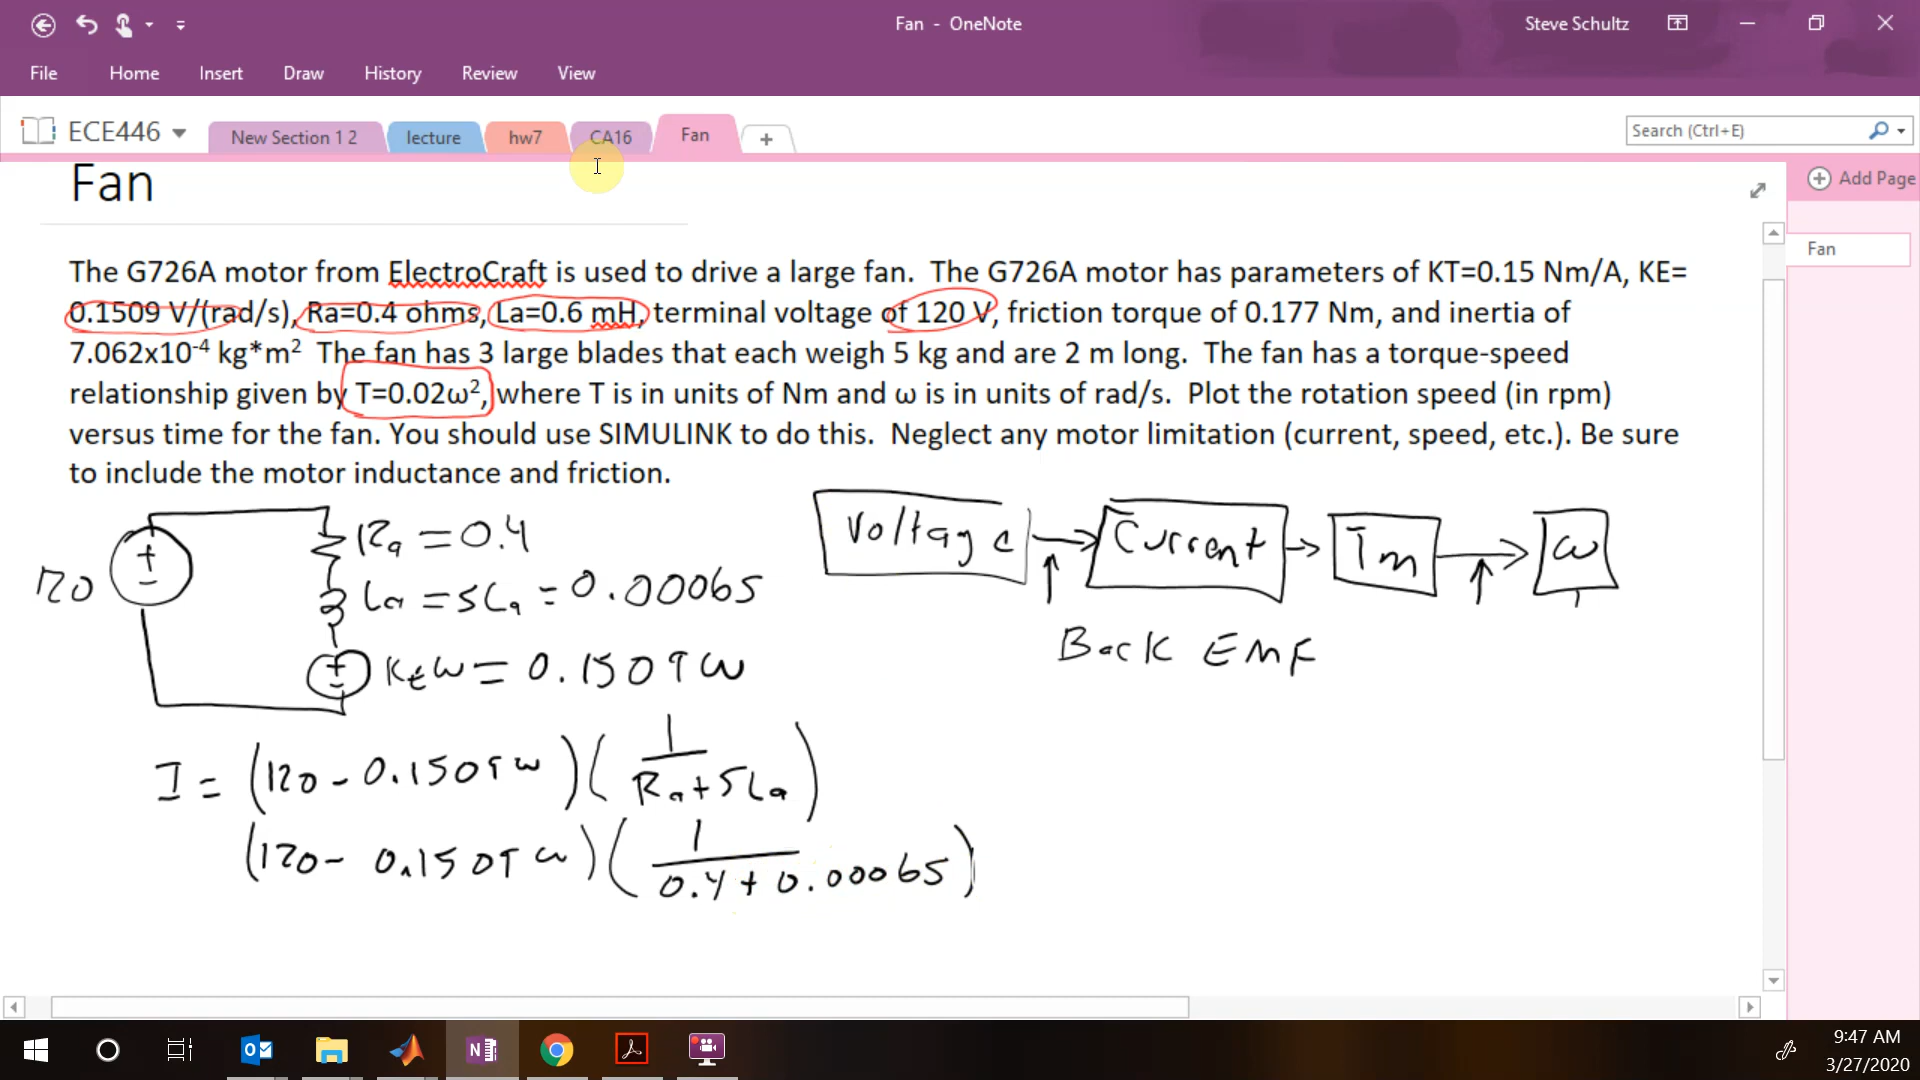 Fan - OneNote
Steve Schultz
File Home Insert Draw History Review View
ECE446 New Section 1 2 lecture hw7 CA16 Fan
Search (Ctrl+E)
Add Page
Fan
Fan
The G726A motor from ElectroCraft is used to drive a large fan. The G726A motor has parameters of KT=0.15 Nm/A, KE=
0.1509 V/(rad/s), Ra=0.4 ohms, La=0.6 mH, terminal voltage of 120 V, friction torque of 0.177 Nm, and inertia of
7.062x10⁻⁴ kg*m² The fan has 3 large blades that each weigh 5 kg and are 2 m long. The fan has a torque-speed
relationship given by T=0.02ω², where T is in units of Nm and ω is in units of rad/s. Plot the rotation speed (in rpm)
versus time for the fan. You should use SIMULINK to do this. Neglect any motor limitation (current, speed, etc.). Be sure
to include the motor inductance and friction.
120
+
-
Ra = 0.4
La = sLa = 0.0006s
+
-
KEω = 0.1509ω
Voltage Current Tm ω
Back EMF
I = (120 - 0.1509ω)(1/(Ra + sLa))
(120 - 0.1509ω)(1/(0.4 + 0.0006s))
9:47 AM
3/27/2020